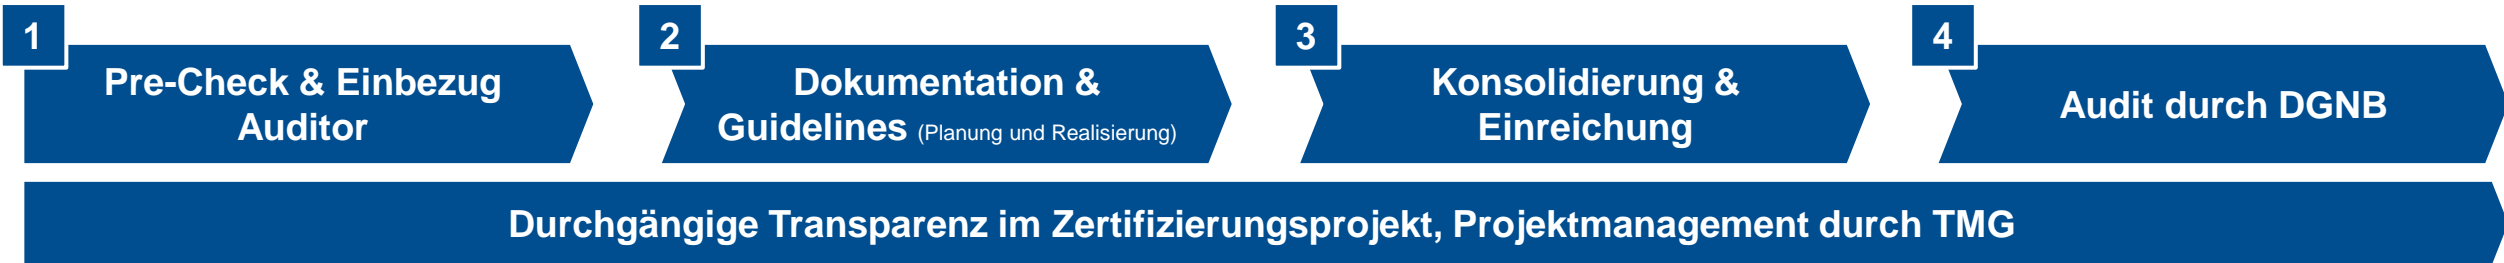 1
Pre-Check & Einbezug
Auditor
2
Dokumentation &
Guidelines (Planung und Realisierung)
3
Konsolidierung &
Einreichung
4
Audit durch DGNB
Durchgängige Transparenz im Zertifizierungsprojekt, Projektmanagement durch TMG